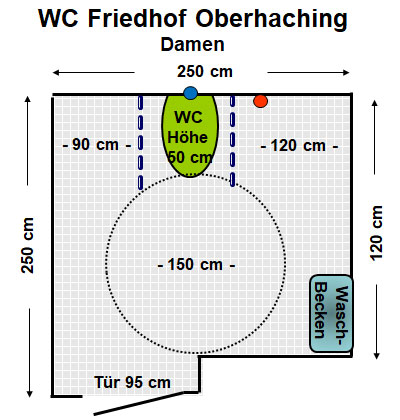 WC Friedhof Oberhaching
Damen
250 cm
WC
Höhe
50 cm
- 90 cm -
- 120 cm -
250 cm
120 cm
- 150 cm -
Wasch-
Becken
Tür 95 cm